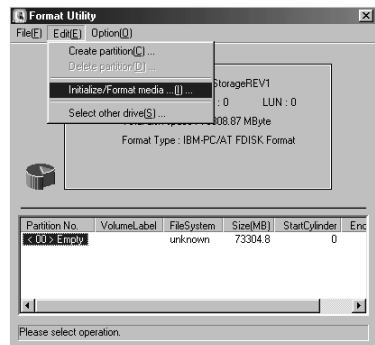 Format Utility
File(F) Edit(E) Option(O)
Create partition(C) ...
Delete partition(D) ...
Initialize/Format media ...(I) ...
Select other drive(S) ...
StorageREV1
: 0 LUN : 0
08.87 MByte
Format Type : IBM-PC/AT FDISK Format
Partition No. VolumeLabel FileSystem Size(MB) StartCylinder Enc
< 00 > Empty unknown 73304.8 0
Please select operation.